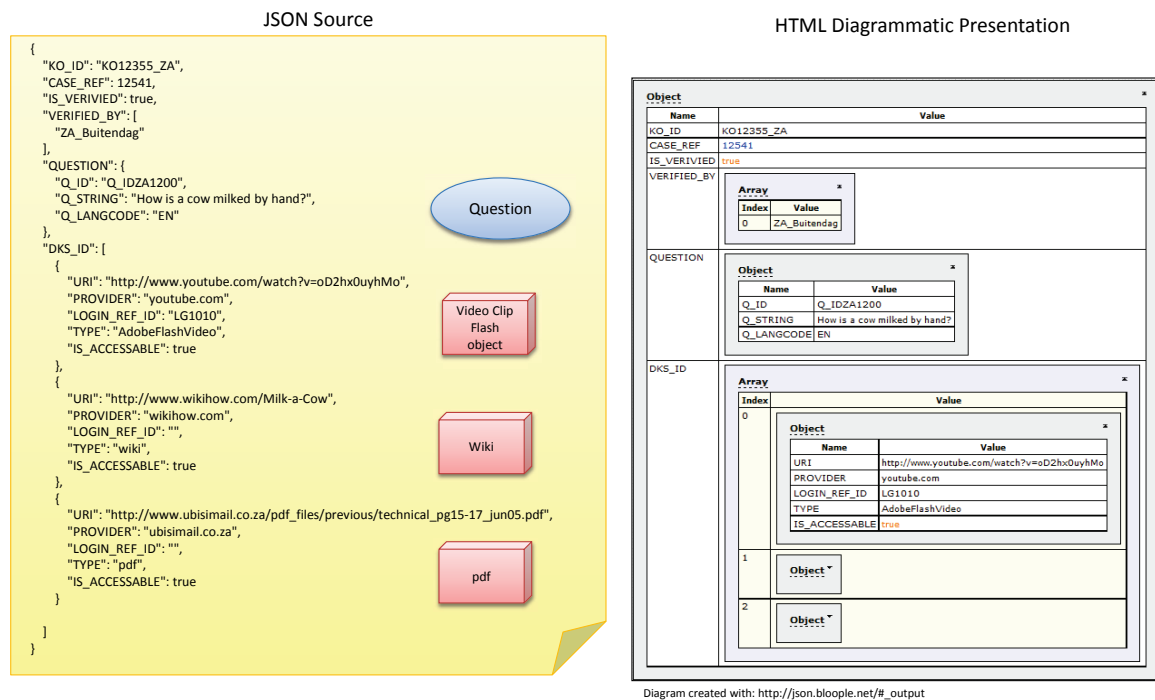 JSON Source
{
"KO_ID": "KO12355_ZA",
"CASE_REF": 12541,
"IS_VERIVIED": true,
"VERIFIED_BY": [
"ZA_Buitendag"
],
"QUESTION": {
"Q_ID": "Q_IDZA1200",
"Q_STRING": "How is a cow milked by hand?",
"Q_LANGCODE": "EN"
},
"DKS_ID": [
{
"URI": "http://www.youtube.com/watch?v=oD2hx0uyhMo",
"PROVIDER": "youtube.com",
"LOGIN_REF_ID": "LG1010",
"TYPE": "AdobeFlashVideo",
"IS_ACCESSABLE": true
},
{
"URI": "http://www.wikihow.com/Milk-a-Cow",
"PROVIDER": "wikihow.com",
"LOGIN_REF_ID": "",
"TYPE": "wiki",
"IS_ACCESSABLE": true
},
{
"URI": "http://www.ubisimail.co.za/pdf_files/previous/technical_pg15-17_jun05.pdf",
"PROVIDER": "ubisimail.co.za",
"LOGIN_REF_ID": "",
"TYPE": "pdf",
"IS_ACCESSABLE": true
}
]
}
Question
Video Clip
Flash
object
Wiki
pdf
HTML Diagrammatic Presentation
Object
Name Value
KO_ID KO12355_ZA
CASE_REF 12541
IS_VERIVIED true
VERIFIED_BY
Array
Index Value
0 ZA_Buitendag
QUESTION
Object
Name Value
Q_ID Q_IDZA1200
Q_STRING How is a cow milked by hand?
Q_LANGCODE EN
DKS_ID
Array
Index Value
0
Object
Name Value
URI http://www.youtube.com/watch?v=oD2hx0uyhMo
PROVIDER youtube.com
LOGIN_REF_ID LG1010
TYPE AdobeFlashVideo
IS_ACCESSABLE true
1
Object
2
Object
Diagram created with: http://json.bloople.net/#_output